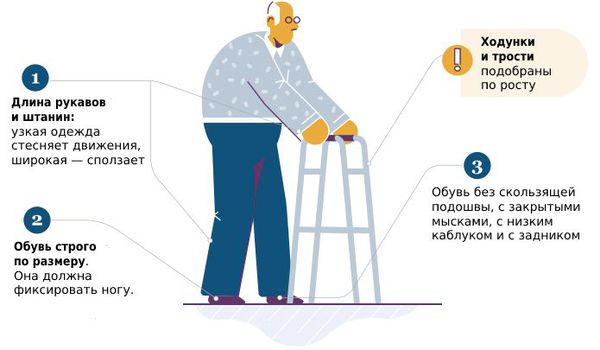 1
Длина рукавов
и штанин:
узкая одежда
стесняет движения,
широкая — сползает
2
Обувь строго
по размеру.
Она должна
фиксировать ногу.
!
Ходунки
и трости
подобраны
по росту
3
Обувь без скользящей
подошвы, с закрытыми
мысками, с низким
каблуком и с задником